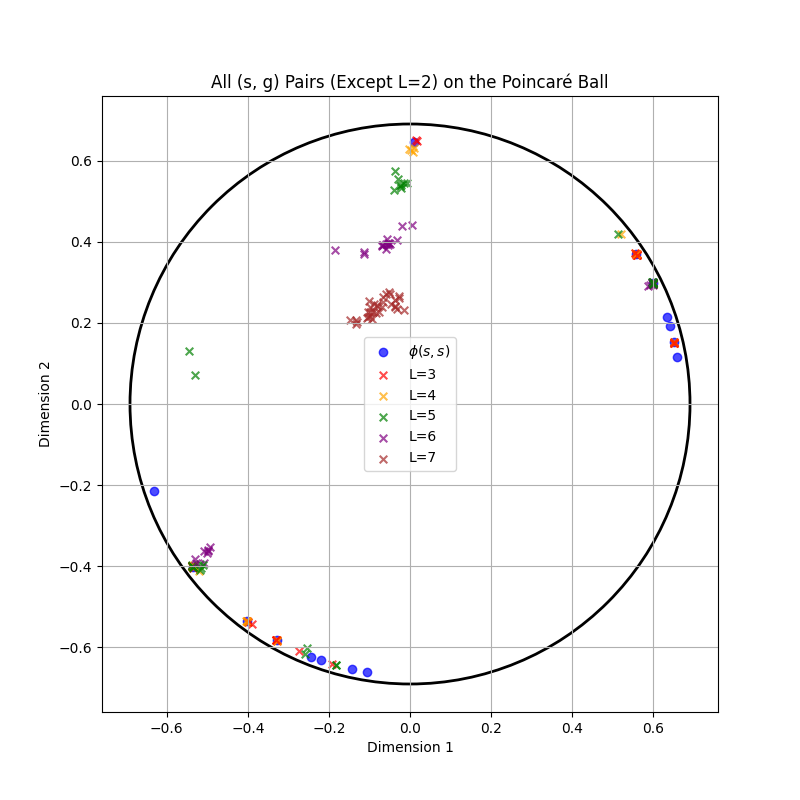 All (s, g) Pairs (Except L=2) on the Poincaré Ball
Dimension 2
0.6
0.4
0.2
0.0
−0.2
−0.4
−0.6
ϕ(s, s)
L=3
L=4
L=5
L=6
L=7
−0.6 −0.4 −0.2 0.0 0.2 0.4 0.6
Dimension 1